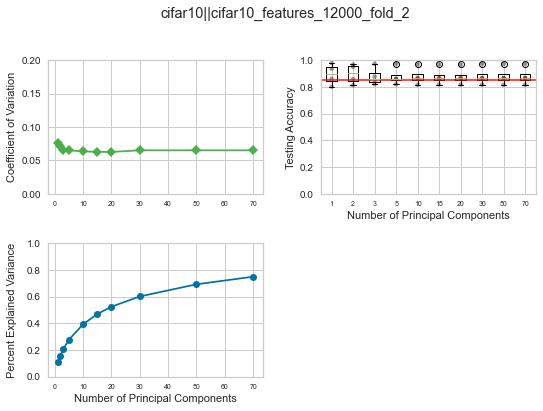 cifar10||cifar10_features_12000_fold_2
Coefficient of Variation
0.20
0.15
0.10
0.05
0.00
0 10 20 30 40 50 60 70
Testing Accuracy
1.0
0.8
0.6
0.4
0.2
0.0
1 2 3 5 10 15 20 30 50 70
Number of Principal Components
Percent Explained Variance
1.0
0.8
0.6
0.4
0.2
0.0
0 10 20 30 40 50 60 70
Number of Principal Components